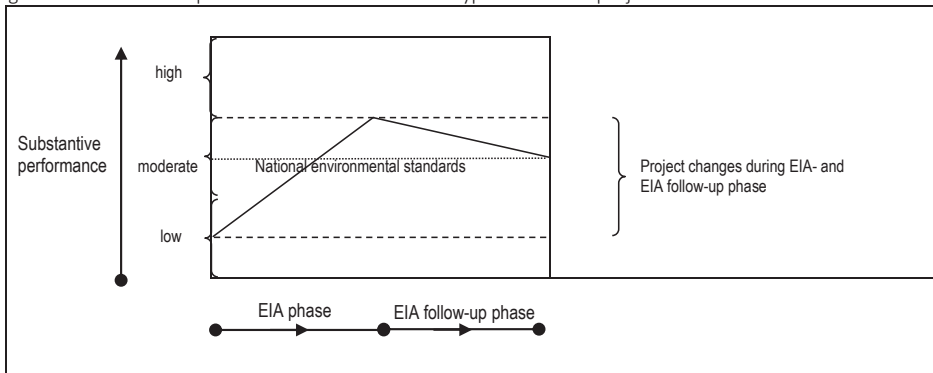 high
Substantive
performance
moderate
National environmental standards
Project changes during EIA- and
EIA follow-up phase
low
EIA phase
EIA follow-up phase